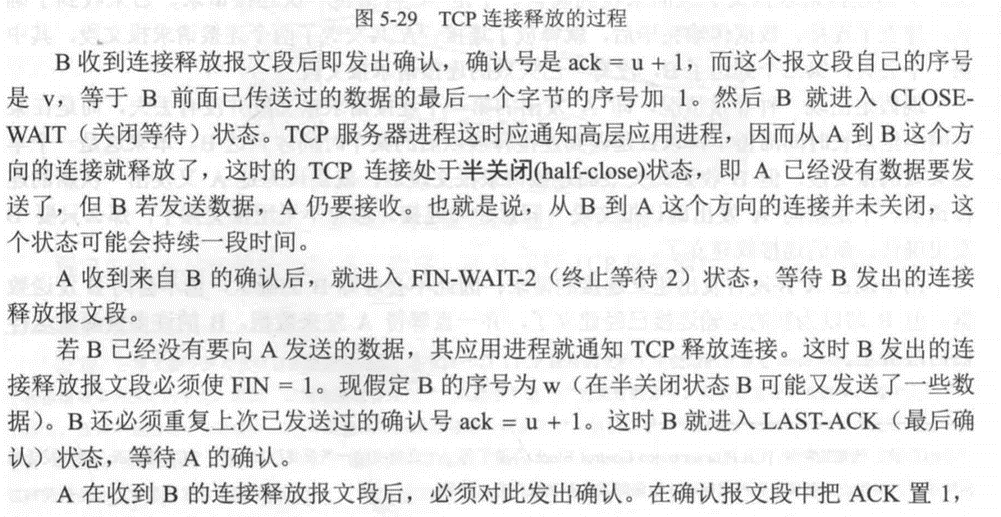 图 5-29 TCP 连接释放的过程
B 收到连接释放报文段后即发出确认，确认号是 ack = u + 1，而这个报文段自己的序号
是 v，等于 B 前面已传送过的数据的最后一个字节的序号加 1。然后 B 就进入 CLOSE-
WAIT（关闭等待）状态。TCP 服务器进程这时应通知高层应用进程，因而从 A 到 B 这个方
向的连接就释放了，这时的 TCP 连接处于半关闭(half-close)状态，即 A 已经没有数据要发
送了，但 B 若发送数据，A 仍要接收。也就是说，从 B 到 A 这个方向的连接并未关闭，这
个状态可能会持续一段时间。
A 收到来自 B 的确认后，就进入 FIN-WAIT-2（终止等待 2）状态，等待 B 发出的连接
释放报文段。
若 B 已经没有要向 A 发送的数据，其应用进程就通知 TCP 释放连接。这时 B 发出的连
接释放报文段必须使 FIN = 1。现假定 B 的序号为 w（在半关闭状态 B 可能又发送了一些数
据）。B 还必须重复上次已发送过的确认号 ack = u + 1。这时 B 就进入 LAST-ACK（最后确
认）状态，等待 A 的确认。
A 在收到 B 的连接释放报文段后，必须对此发出确认。在确认报文段中把 ACK 置 1，